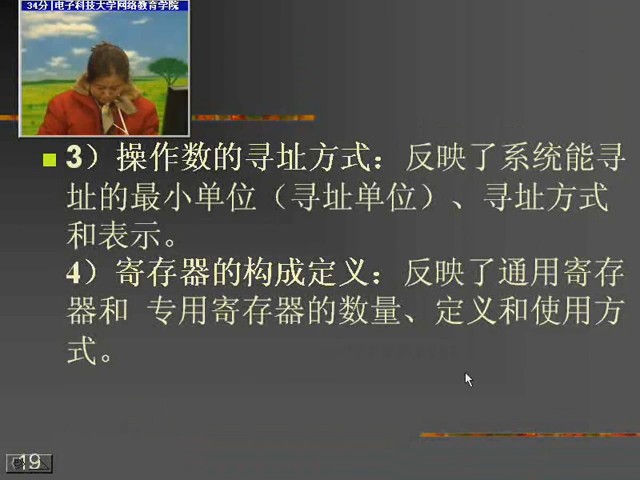 34分|电子科技大学网络教育学院
3）操作数的寻址方式：反映了系统能寻
址的最小单位（寻址单位）、寻址方式
和表示。
4）寄存器的构成定义：反映了通用寄存
器和 专用寄存器的数量、定义和使用方
式。
19